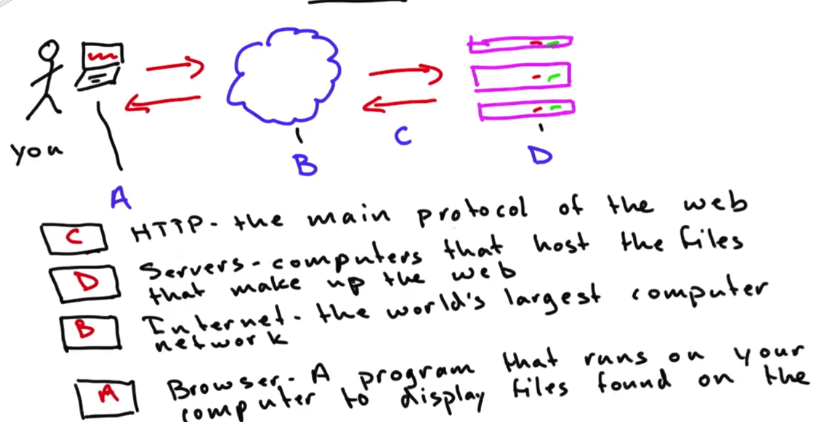 you
A
B
C
D
C HTTP- the main protocol of the web
D Servers- computers that host the files
that make up the web
B Internet- the world's largest computer
network
A Browser- A program that runs on your
computer to display files found on the